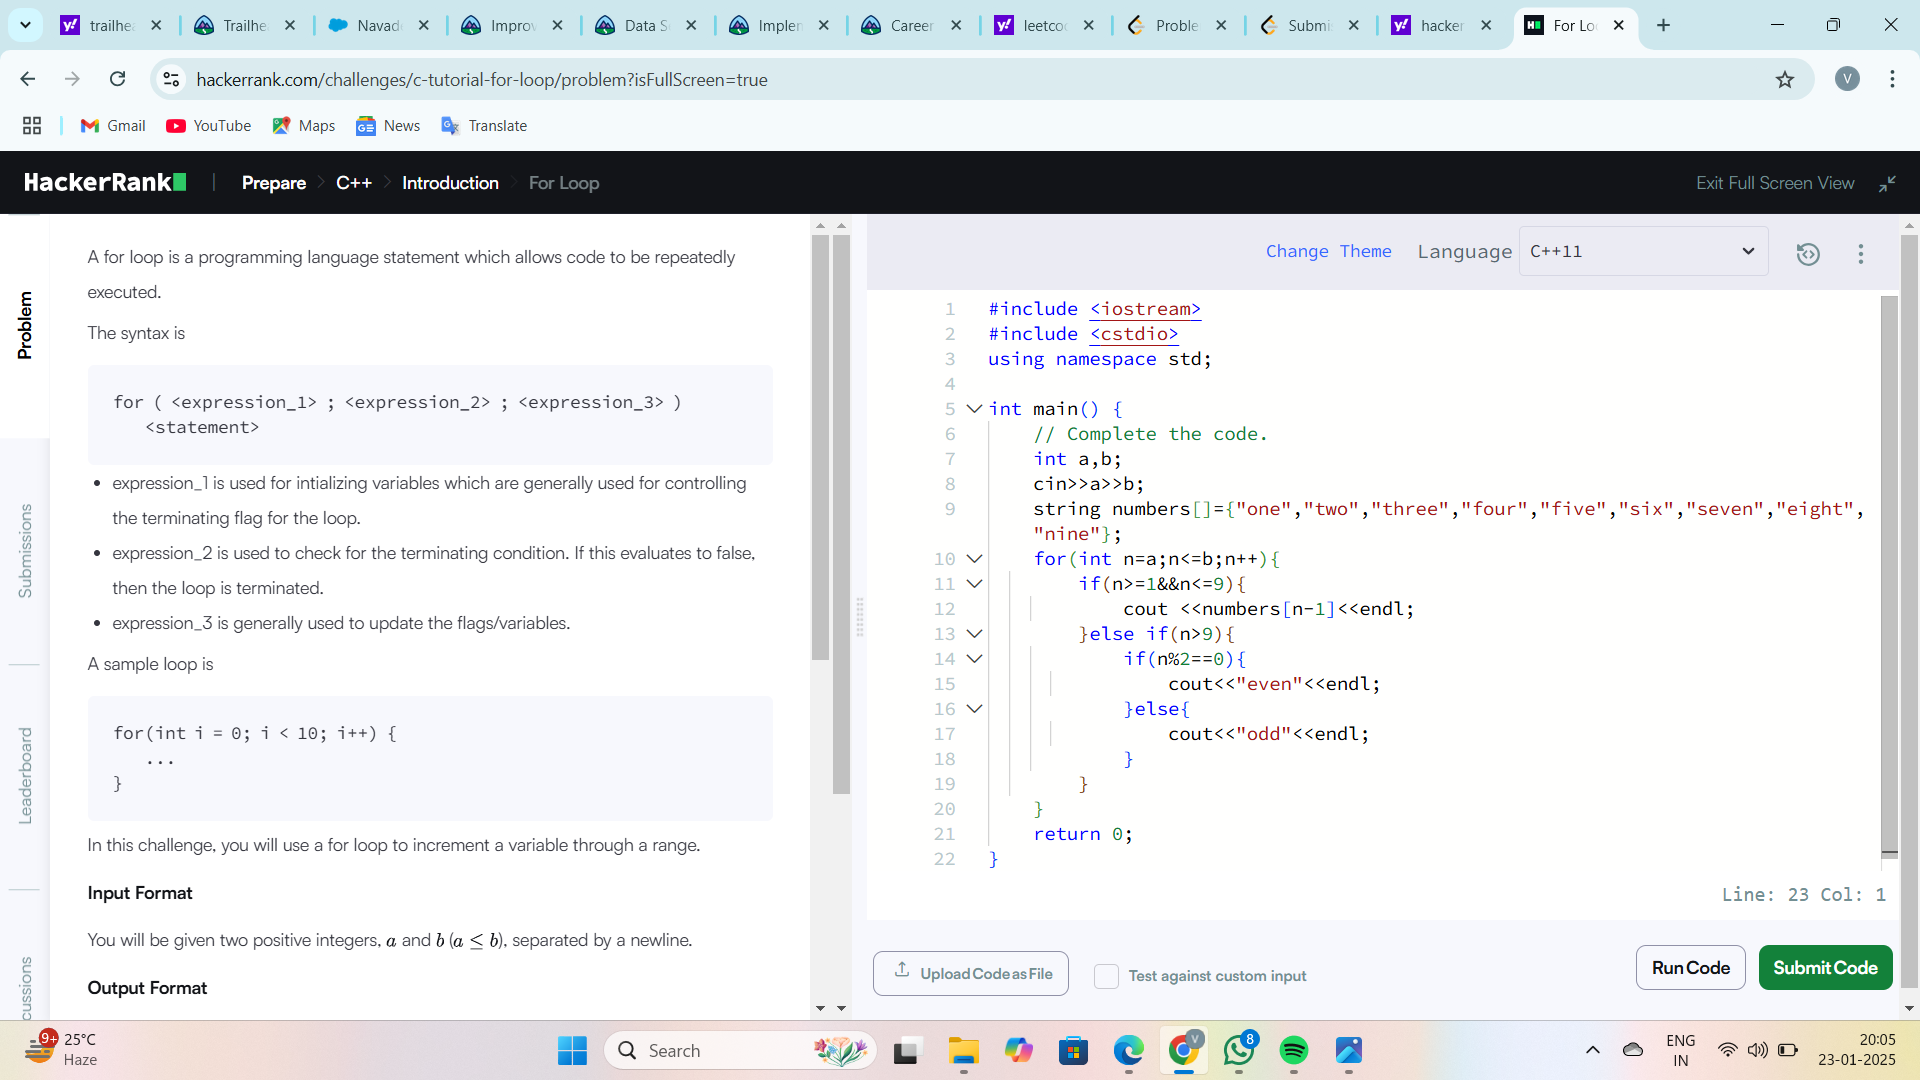 trailhe
Trailhe
Navad
Improv
Data S
Implen
Career
leetco
Proble
Submi
hacker
For Lo
hackerrank.com/challenges/c-tutorial-for-loop/problem?isFullScreen=true
V
Gmail
YouTube
Maps
News
Translate
HackerRank
Prepare
C++
Introduction
For Loop
Exit Full Screen View
Problem
Submissions
Leaderboard
cussions
A for loop is a programming language statement which allows code to be repeatedly
executed.
The syntax is
for ( <expression_1> ; <expression_2> ; <expression_3> )
<statement>
• expression_1 is used for intializing variables which are generally used for controlling
the terminating flag for the loop.
• expression_2 is used to check for the terminating condition. If this evaluates to false,
then the loop is terminated.
• expression_3 is generally used to update the flags/variables.
A sample loop is
for(int i = 0; i < 10; i++) {
...
}
In this challenge, you will use a for loop to increment a variable through a range.
Input Format
You will be given two positive integers, a and b (a ≤ b), separated by a newline.
Output Format
Change Theme
Language
C++11
1 #include <iostream>
2 #include <cstdio>
3 using namespace std;
4
5 int main() {
6 // Complete the code.
7 int a,b;
8 cin>>a>>b;
9 string numbers[]={"one","two","three","four","five","six","seven","eight",
"nine"};
10 for(int n=a;n<=b;n++){
11 if(n>=1&&n<=9){
12 cout <<numbers[n-1]<<endl;
13 }else if(n>9){
14 if(n%2==0){
15 cout<<"even"<<endl;
16 }else{
17 cout<<"odd"<<endl;
18 }
19 }
20 }
21 return 0;
22 }
Line: 23 Col: 1
Upload Code as File
Test against custom input
Run Code
Submit Code
9+
25°C
Haze
Search
V
8
ENG
IN
20:05
23-01-2025